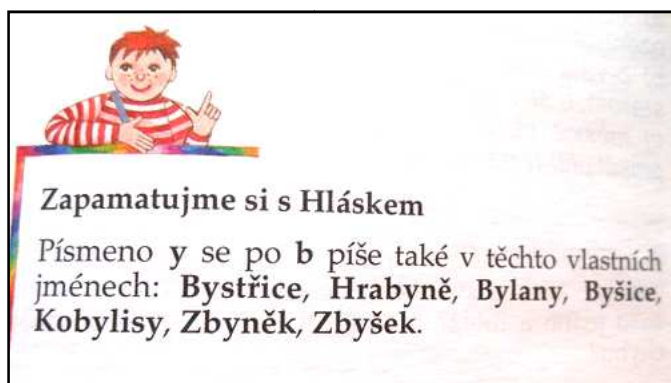 Zapamatujme si s Hláskem
Písmeno y se po b píše také v těchto vlastních
jménech: Bystřice, Hrabyně, Bylany, Byšice,
Kobylisy, Zbyněk, Zbyšek.